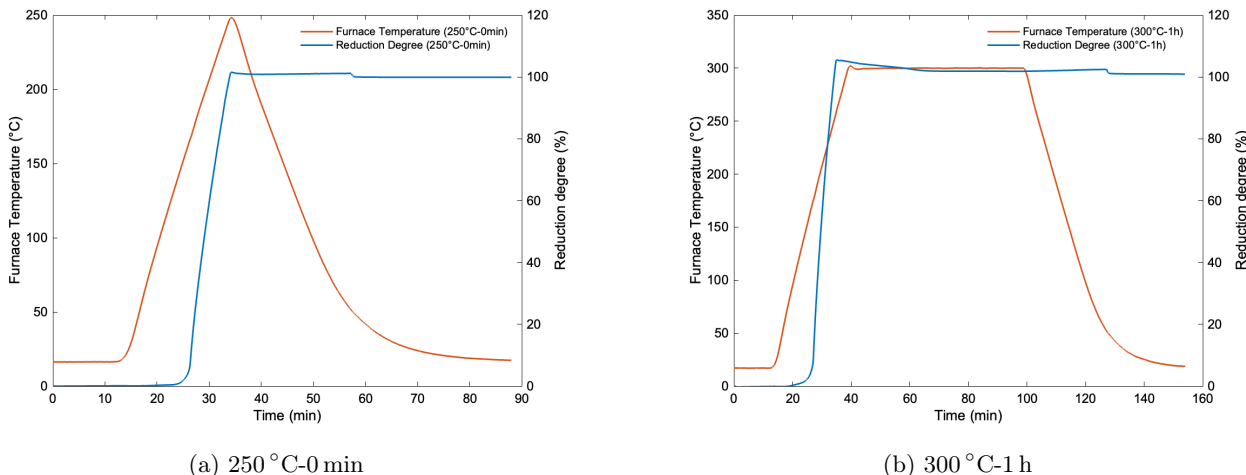 Furnace Temperature (250°C-0min)
Reduction Degree (250°C-0min)
Furnace Temperature (°C)
0
50
100
150
200
250
Reduction degree (%)
0
20
40
60
80
100
120
0 10 20 30 40 50 60 70 80 90
Time (min)
(a) 250 °C-0 min
Furnace Temperature (300°C-1h)
Reduction Degree (300°C-1h)
Furnace Temperature (°C)
0
50
100
150
200
250
300
350
Reduction degree (%)
0
20
40
60
80
100
120
0 20 40 60 80 100 120 140 160
Time (min)
(b) 300 °C-1 h